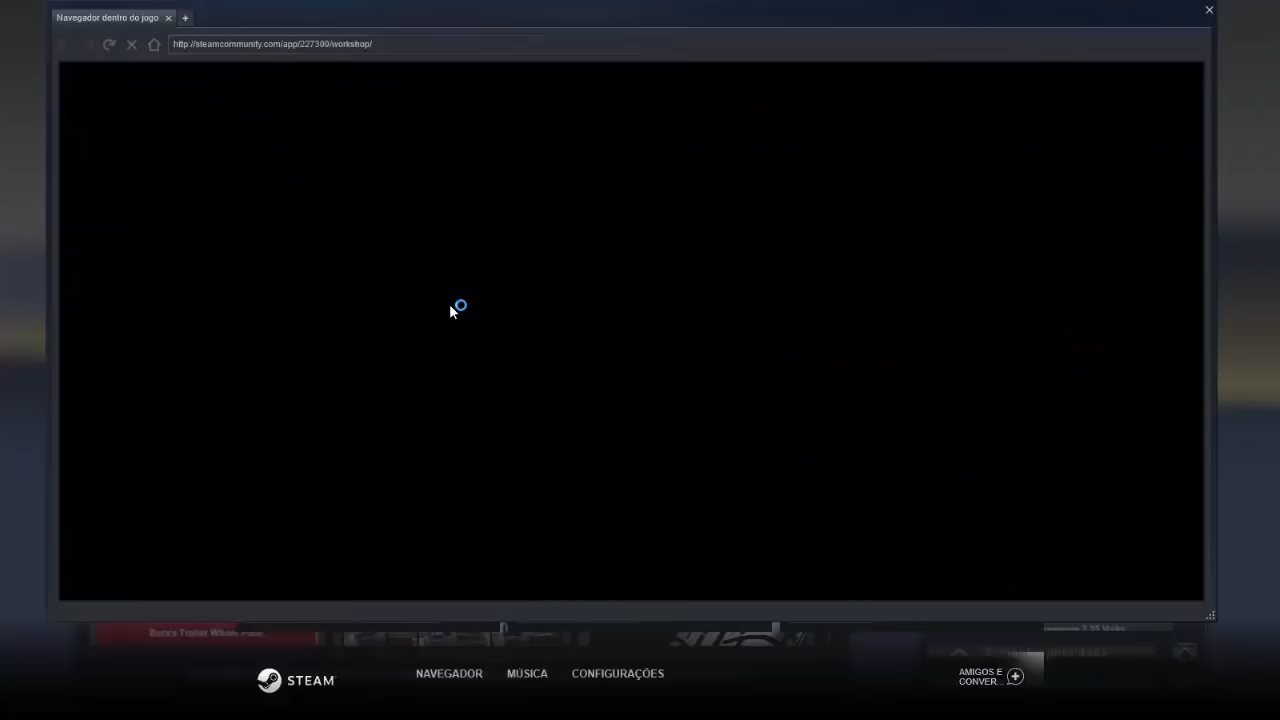 Navegador dentro do jogo
http://steamcommunity.com/app/227300/workshop/
STEAM
NAVEGADOR
MÚSICA
CONFIGURAÇÕES
AMIGOS E
CONVER...